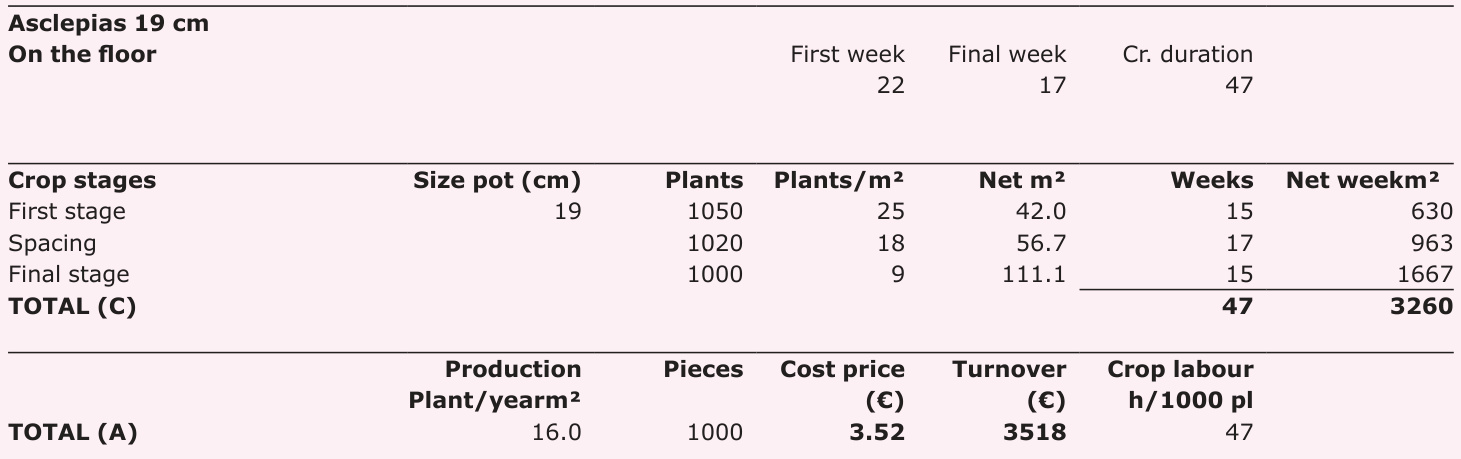 Asclepias 19 cm
On the floor First week Final week Cr. duration
22 17 47
Crop stages Size pot (cm) Plants Plants/m² Net m² Weeks Net weekm²
First stage 19 1050 25 42.0 15 630
Spacing 1020 18 56.7 17 963
Final stage 1000 9 111.1 15 1667
TOTAL (C) 47 3260
Production Pieces Cost price Turnover Crop labour
Plant/yearm² (€) (€) h/1000 pl
TOTAL (A) 16.0 1000 3.52 3518 47